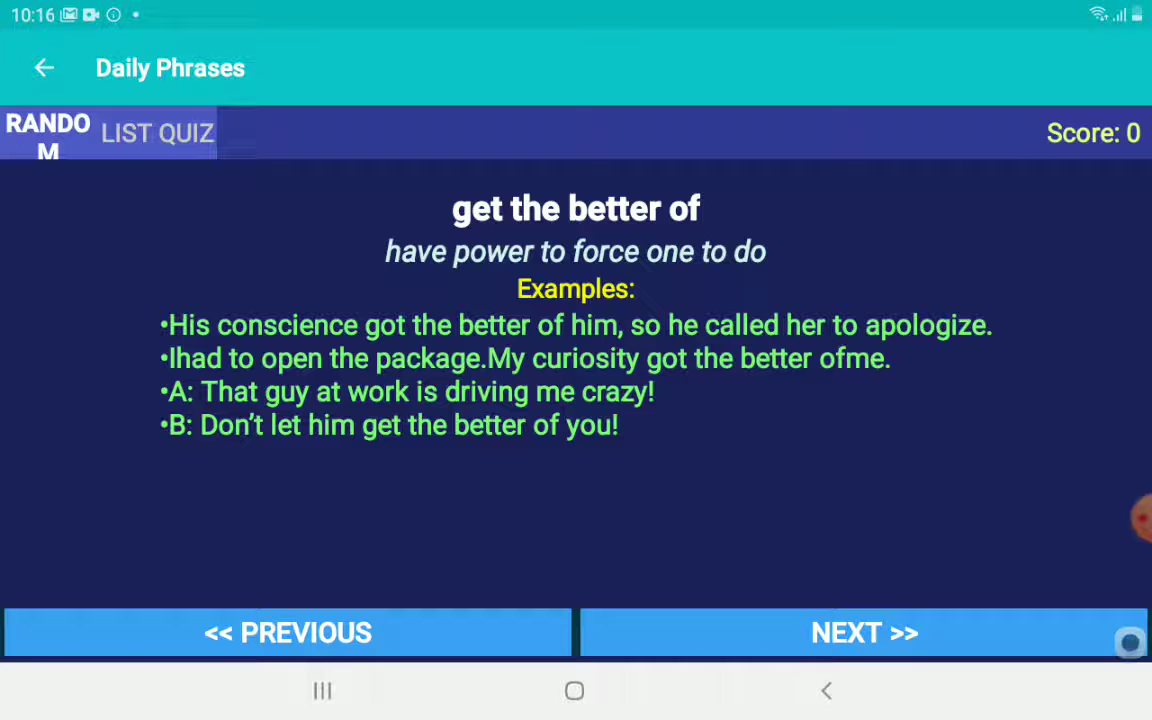 10:16
Daily Phrases
RANDO
M
LIST QUIZ
Score: 0
get the better of
have power to force one to do
Examples:
•His conscience got the better of him, so he called her to apologize.
•Ihad to open the package.My curiosity got the better ofme.
•A: That guy at work is driving me crazy!
•B: Don’t let him get the better of you!
<< PREVIOUS
NEXT >>